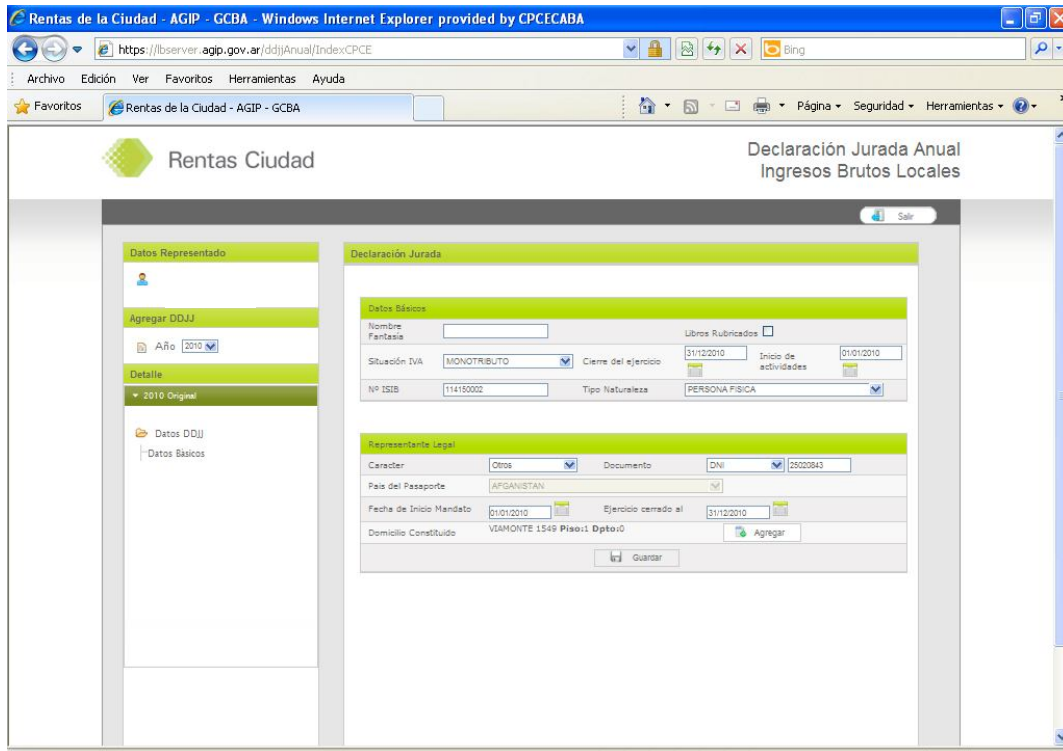 Rentas de la Ciudad - AGIP - GCBA - Windows Internet Explorer provided by CPCECABA
https://lbserver.agip.gov.ar/ddjjAnual/IndexCPCE
Bing
Archivo Edición Ver Favoritos Herramientas Ayuda
Favoritos
Rentas de la Ciudad - AGIP - GCBA
Página Seguridad Herramientas
Rentas Ciudad
Declaración Jurada Anual
Ingresos Brutos Locales
Salir
Datos Representado
Agregar DDJJ
Año 2010
Detalle
2010 Original
Datos DDJJ
Datos Básicos
Declaración Jurada
Datos Básicos
Nombre Fantasia
Libros Rubricados
Situación IVA MONOTRIBUTO Cierre del ejercicio 31/12/2010 Inicio de actividades 01/01/2010
Nº ISIB 114150002 Tipo Naturaleza PERSONA FISICA
Representante Legal
Caracter Otros Documento DNI 25020843
Pais del Pasaporte AFGANISTAN
Fecha de Inicio Mandato 01/01/2010 Ejercicio cerrado al 31/12/2010
Domicilio Constituido VIAMONTE 1549 Piso:1 Dpto:0 Agregar
Guardar